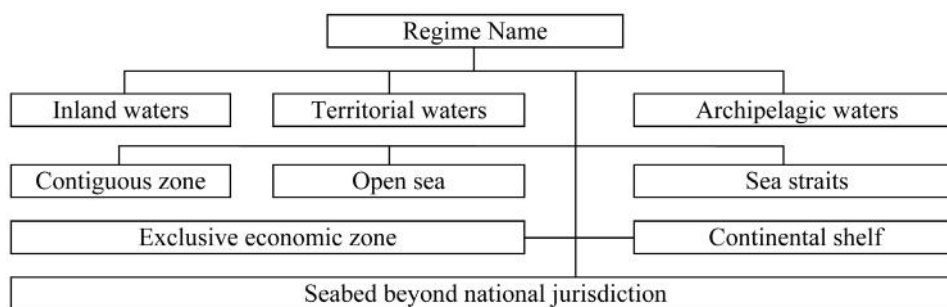 Regime Name
Inland waters
Territorial waters
Archipelagic waters
Contiguous zone
Open sea
Sea straits
Exclusive economic zone
Continental shelf
Seabed beyond national jurisdiction